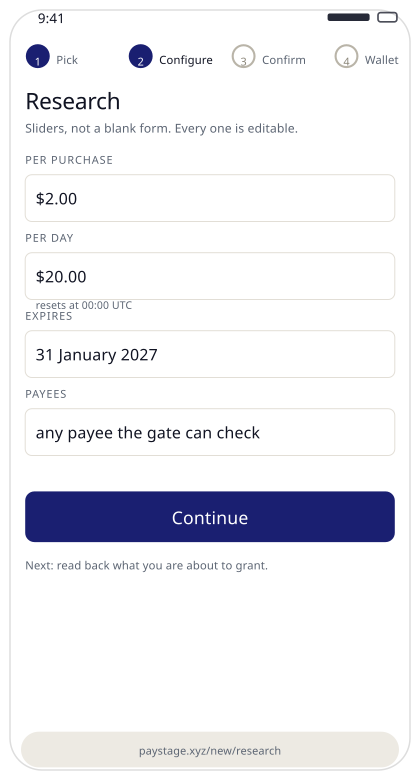 9:41
1 Pick 2 Configure 3 Confirm 4 Wallet
Research
Sliders, not a blank form. Every one is editable.
PER PURCHASE
$2.00
PER DAY
$20.00
resets at 00:00 UTC
EXPIRES
31 January 2027
PAYEES
any payee the gate can check
Continue
Next: read back what you are about to grant.
paystage.xyz/new/research